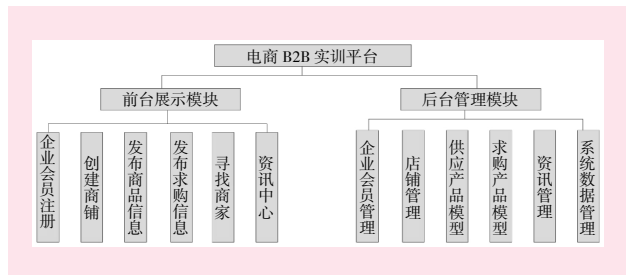 电商 B2B 实训平台
前台展示模块
后台管理模块
企业会员注册
创建商铺
发布商品信息
发布求购信息
寻找商家
资讯中心
企业会员管理
店铺管理
供应产品模型
求购产品模型
资讯管理
系统数据管理